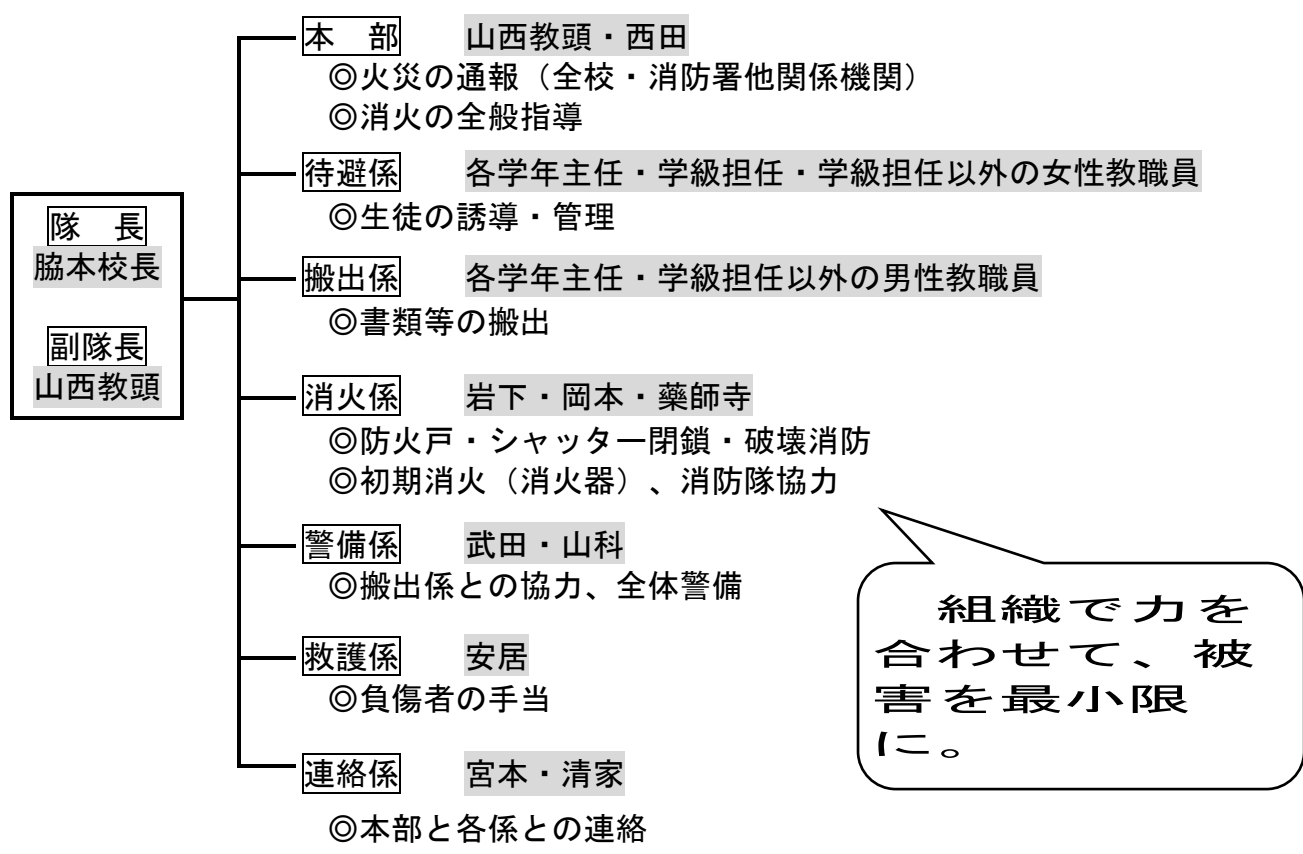 隊　長
脇本校長
副隊長
山西教頭
本　部　　山西教頭・西田
◎火災の通報（全校・消防署他関係機関）
◎消火の全般指導
待避係　　各学年主任・学級担任・学級担任以外の女性教職員
◎生徒の誘導・管理
搬出係　　各学年主任・学級担任以外の男性教職員
◎書類等の搬出
消火係　　岩下・岡本・藥師寺
◎防火戸・シャッター閉鎖・破壊消防
◎初期消火（消火器）、消防隊協力
警備係　　武田・山科
◎搬出係との協力、全体警備
救護係　　安居
◎負傷者の手当
連絡係　　宮本・清家
◎本部と各係との連絡
組織で力を
合わせて、被
害を最小限
に。